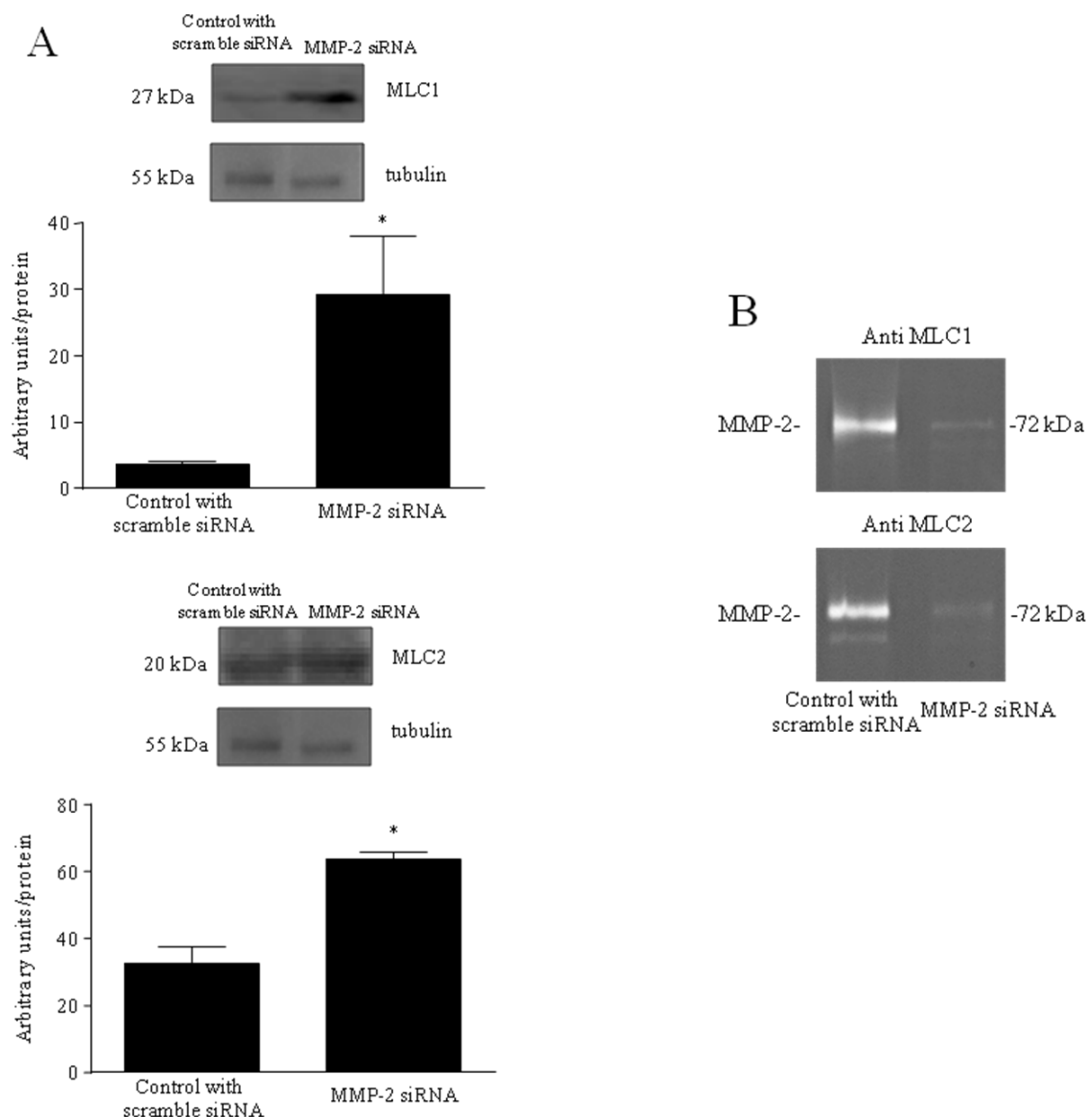 A
Control with
scramble siRNA MMP-2 siRNA
27 kDa MLC1
55 kDa tubulin
*
40
30
20
10
0
Arbitrary units/protein
Control with
scramble siRNA
MMP-2 siRNA
Control with
scramble siRNA MMP-2 siRNA
20 kDa MLC2
55 kDa tubulin
*
80
60
40
20
0
Arbitrary units/protein
Control with
scramble siRNA
MMP-2 siRNA
B
Anti MLC1
MMP-2- -72 kDa
Anti MLC2
MMP-2- -72 kDa
Control with
scramble siRNA MMP-2 siRNA